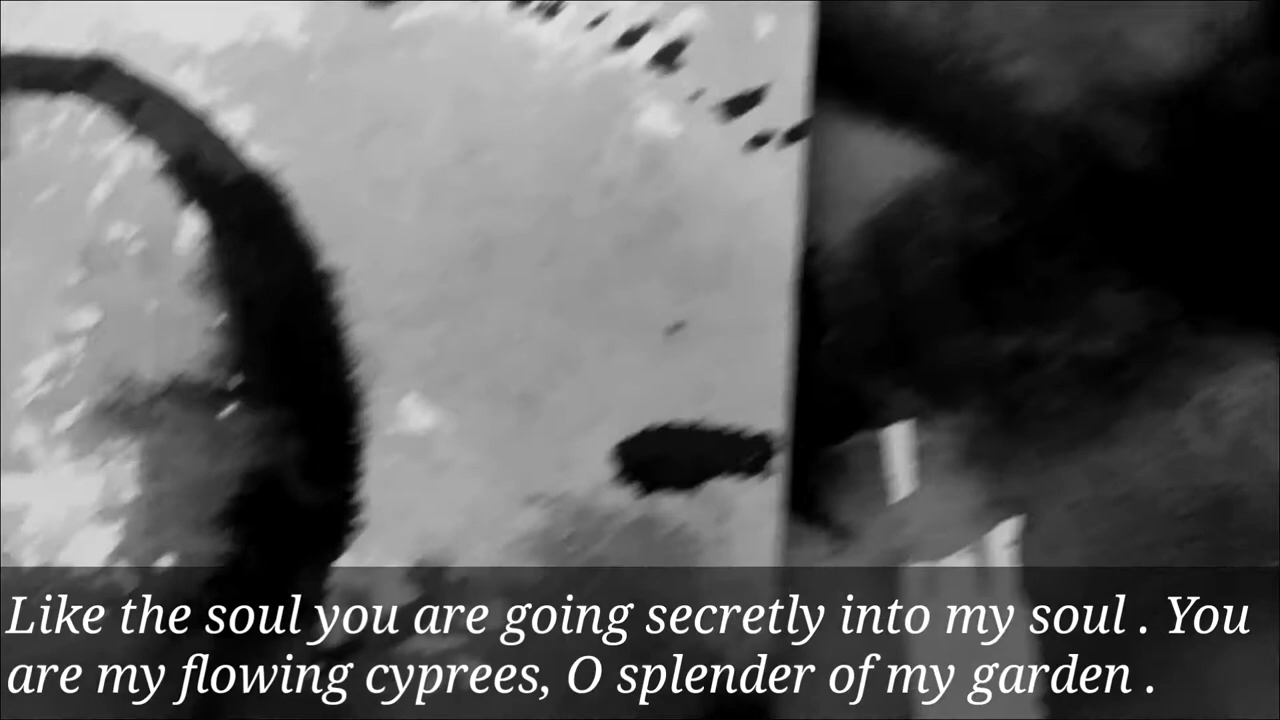 Like the soul you are going secretly into my soul . You
are my flowing cyprees, O splender of my garden .